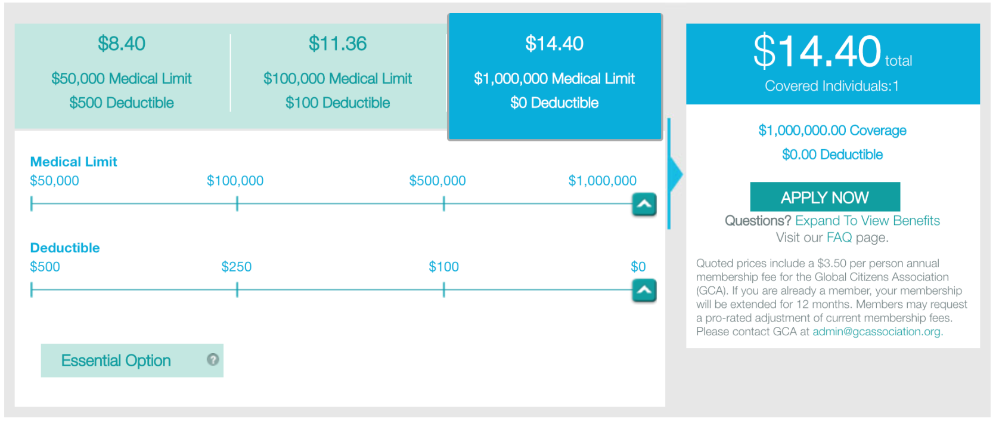 $8.40
$50,000 Medical Limit
$500 Deductible
$11.36
$100,000 Medical Limit
$100 Deductible
$14.40
$1,000,000 Medical Limit
$0 Deductible
Medical Limit
$50,000 $100,000 $500,000 $1,000,000
Deductible
$500 $250 $100 $0
Essential Option ?
$14.40 total
Covered Individuals:1
$1,000,000.00 Coverage
$0.00 Deductible
APPLY NOW
Questions? Expand To View Benefits
Visit our FAQ page.
Quoted prices include a $3.50 per person annual
membership fee for the Global Citizens Association
(GCA). If you are already a member, your membership
will be extended for 12 months. Members may request
a pro-rated adjustment of current membership fees.
Please contact GCA at admin@gcassociation.org.